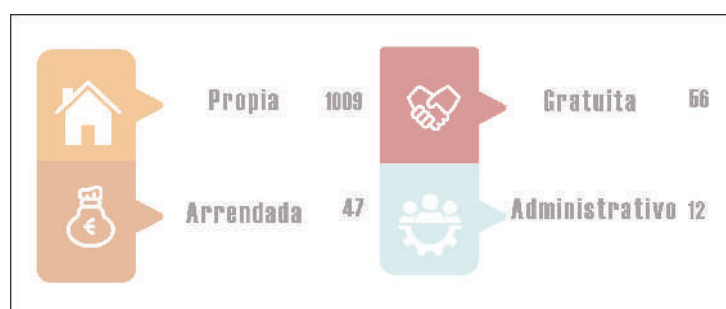 Propia 1009
Gratuita 56
€
Arrendada 47
Administrativo 12